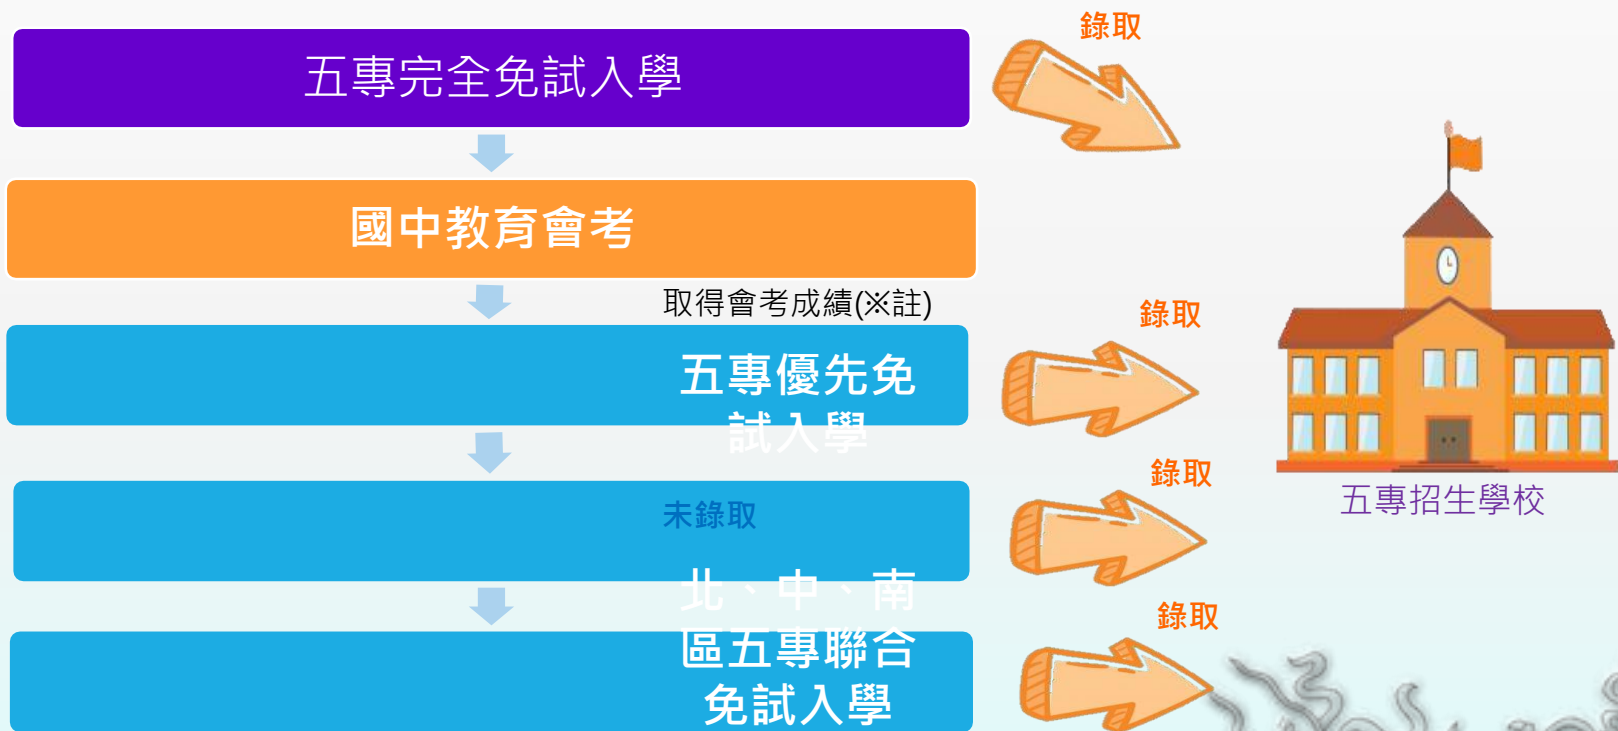 錄取
五專完全免試入學
國中教育會考
取得會考成績(※註)
錄取
五專優先免
試入學
錄取
未錄取
五專招生學校
北、中、南
區五專聯合
免試入學
錄取